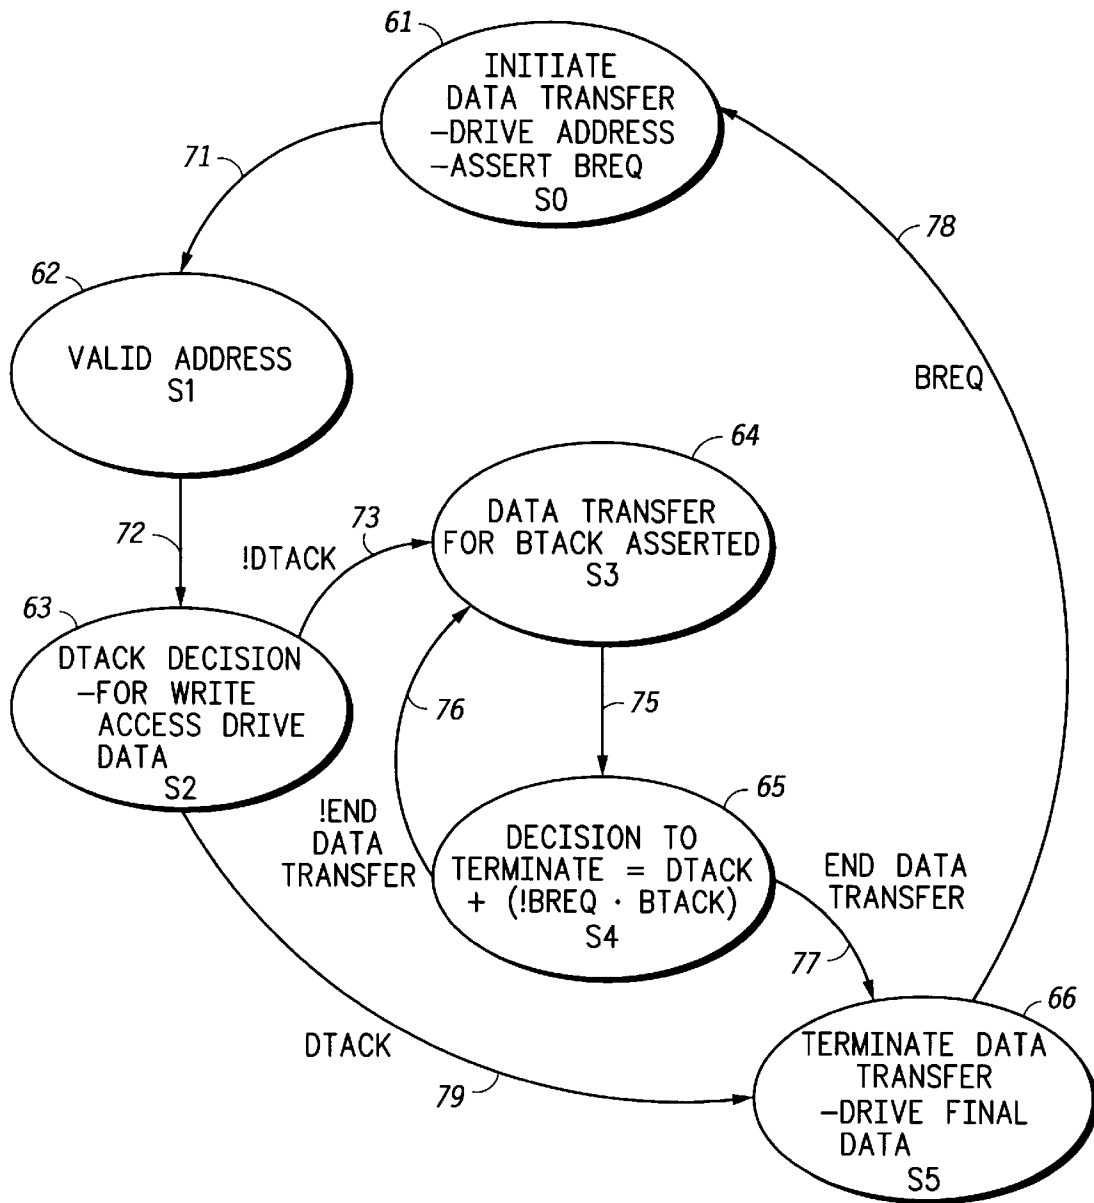 61
INITIATE
DATA TRANSFER
-DRIVE ADDRESS
-ASSERT BREQ
S0
71
78
62
VALID ADDRESS
S1
BREQ
64
DATA TRANSFER
FOR BTACK ASSERTED
S3
72
!DTACK
73
63
DTACK DECISION
-FOR WRITE
ACCESS DRIVE
DATA
S2
76
75
!END
DATA
TRANSFER
65
DECISION TO
TERMINATE = DTACK
+ (!BREQ · BTACK)
S4
END DATA
TRANSFER
77
DTACK
79
66
TERMINATE DATA
TRANSFER
-DRIVE FINAL
DATA
S5